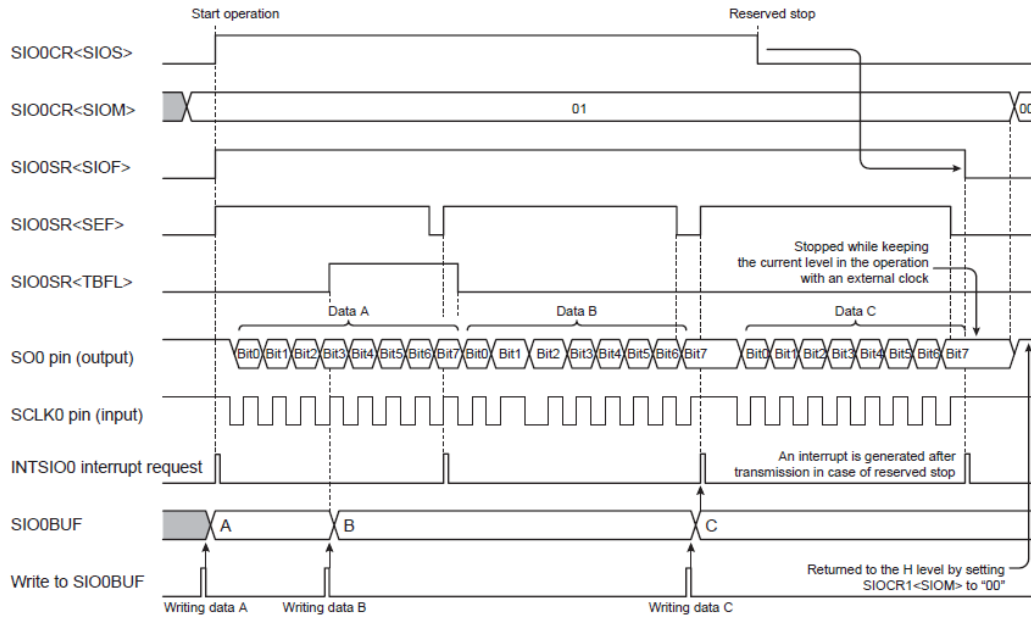 Start operation
Reserved stop
SIO0CR<SIOS>
SIO0CR<SIOM>
01
00
SIO0SR<SIOF>
SIO0SR<SEF>
Stopped while keeping
the current level in the operation
with an external clock
SIO0SR<TBFL>
Data A
Data B
Data C
SO0 pin (output)
Bit0 Bit1 Bit2 Bit3 Bit4 Bit5 Bit6 Bit7 Bit0 Bit1 Bit2 Bit3 Bit4 Bit5 Bit6 Bit7 Bit0 Bit1 Bit2 Bit3 Bit4 Bit5 Bit6 Bit7
SCLK0 pin (input)
INTSIO0 interrupt request
An interrupt is generated after
transmission in case of reserved stop
SIO0BUF
A
B
C
Write to SIO0BUF
Returned to the H level by setting
SIOCR1<SIOM> to "00"
Writing data A
Writing data B
Writing data C